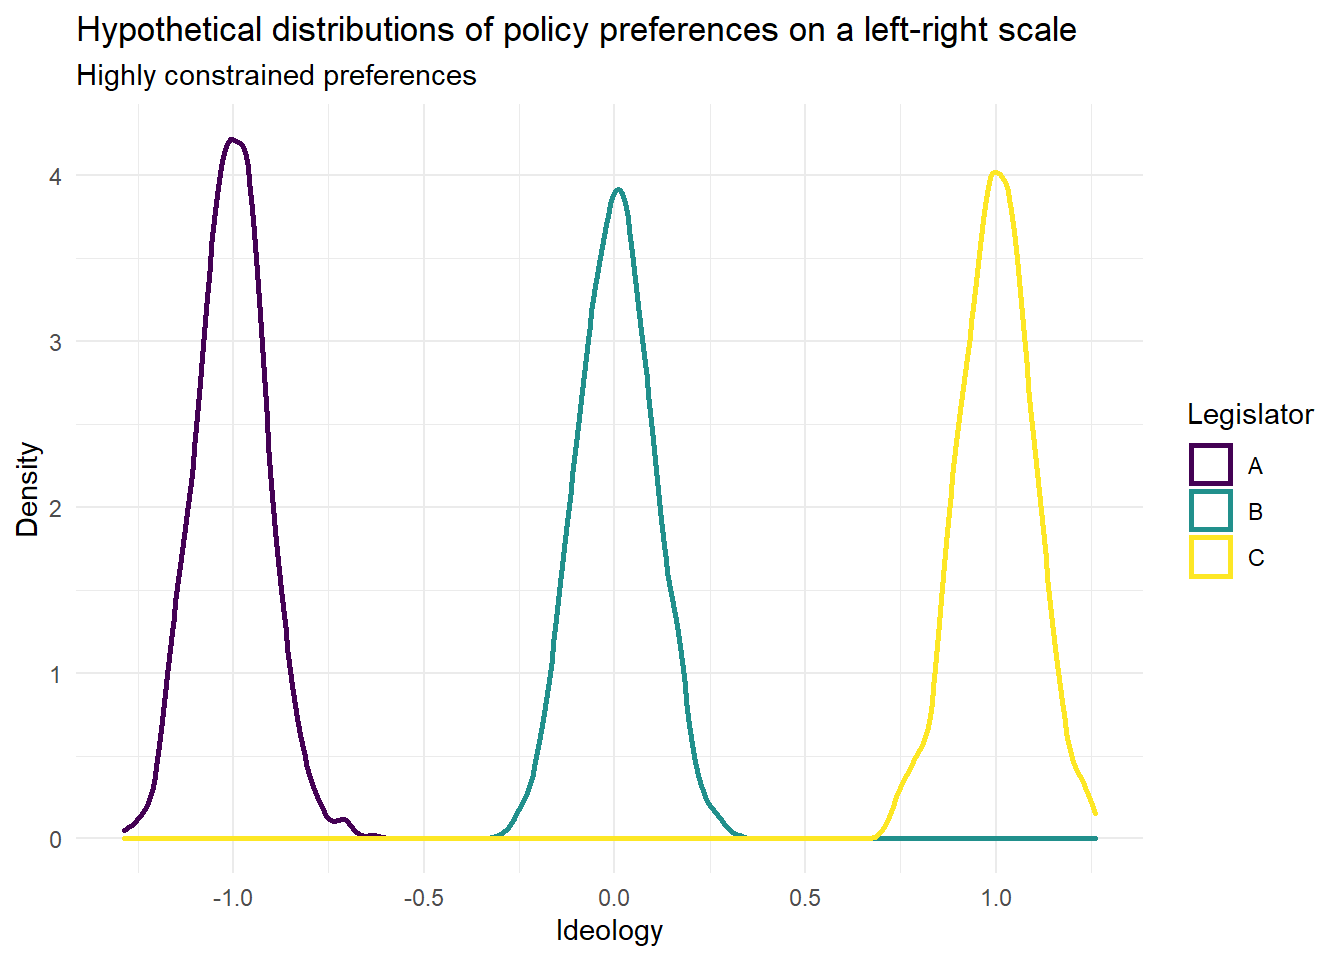 Hypothetical distributions of policy preferences on a left-right scale
Highly constrained preferences
4
3
2
1
0
Density
-1.0
-0.5
0.0
0.5
1.0
Ideology
Legislator
A
B
C